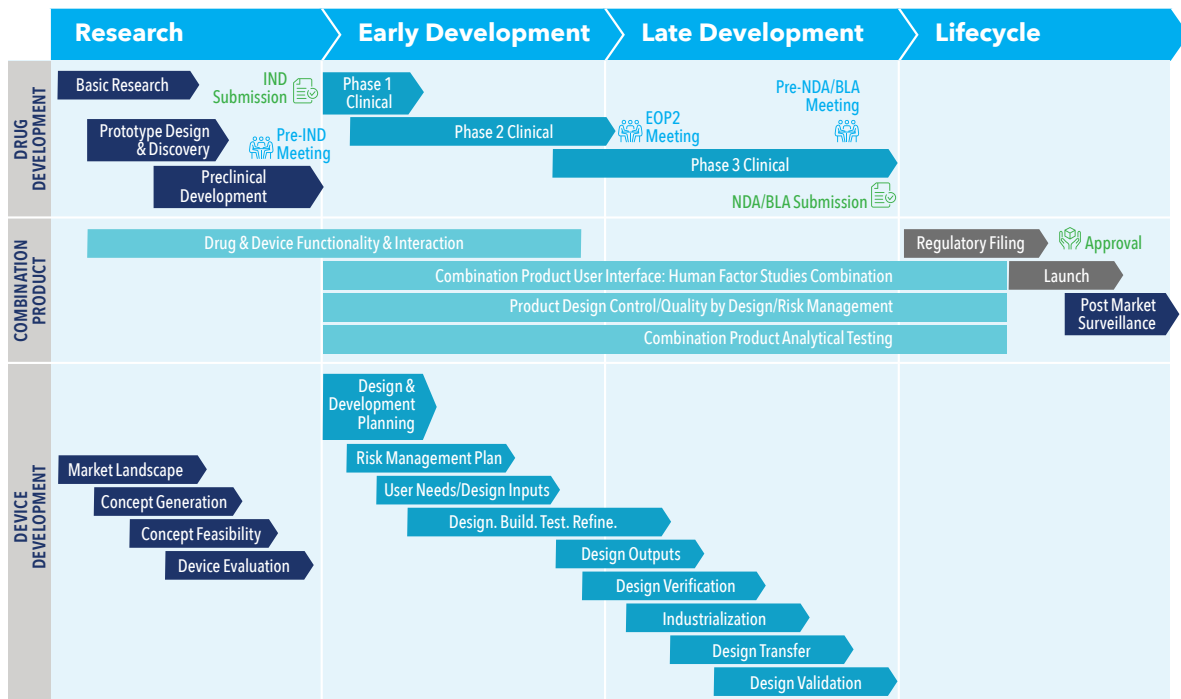 Research
Early Development
Late Development
Lifecycle
DRUG
DEVELOPMENT
Basic Research
IND
Submission
Phase 1
Clinical
Pre-NDA/BLA
Meeting
Prototype Design
& Discovery
Pre-IND
Meeting
Phase 2 Clinical
EOP2
Meeting
Preclinical
Development
Phase 3 Clinical
NDA/BLA Submission
COMBINATION
PRODUCT
Drug & Device Functionality & Interaction
Regulatory Filing
Approval
Combination Product User Interface: Human Factor Studies Combination
Launch
Product Design Control/Quality by Design/Risk Management
Post Market
Surveillance
Combination Product Analytical Testing
DEVICE
DEVELOPMENT
Design &
Development
Planning
Market Landscape
Risk Management Plan
Concept Generation
User Needs/Design Inputs
Concept Feasibility
Design. Build. Test. Refine.
Device Evaluation
Design Outputs
Design Verification
Industrialization
Design Transfer
Design Validation